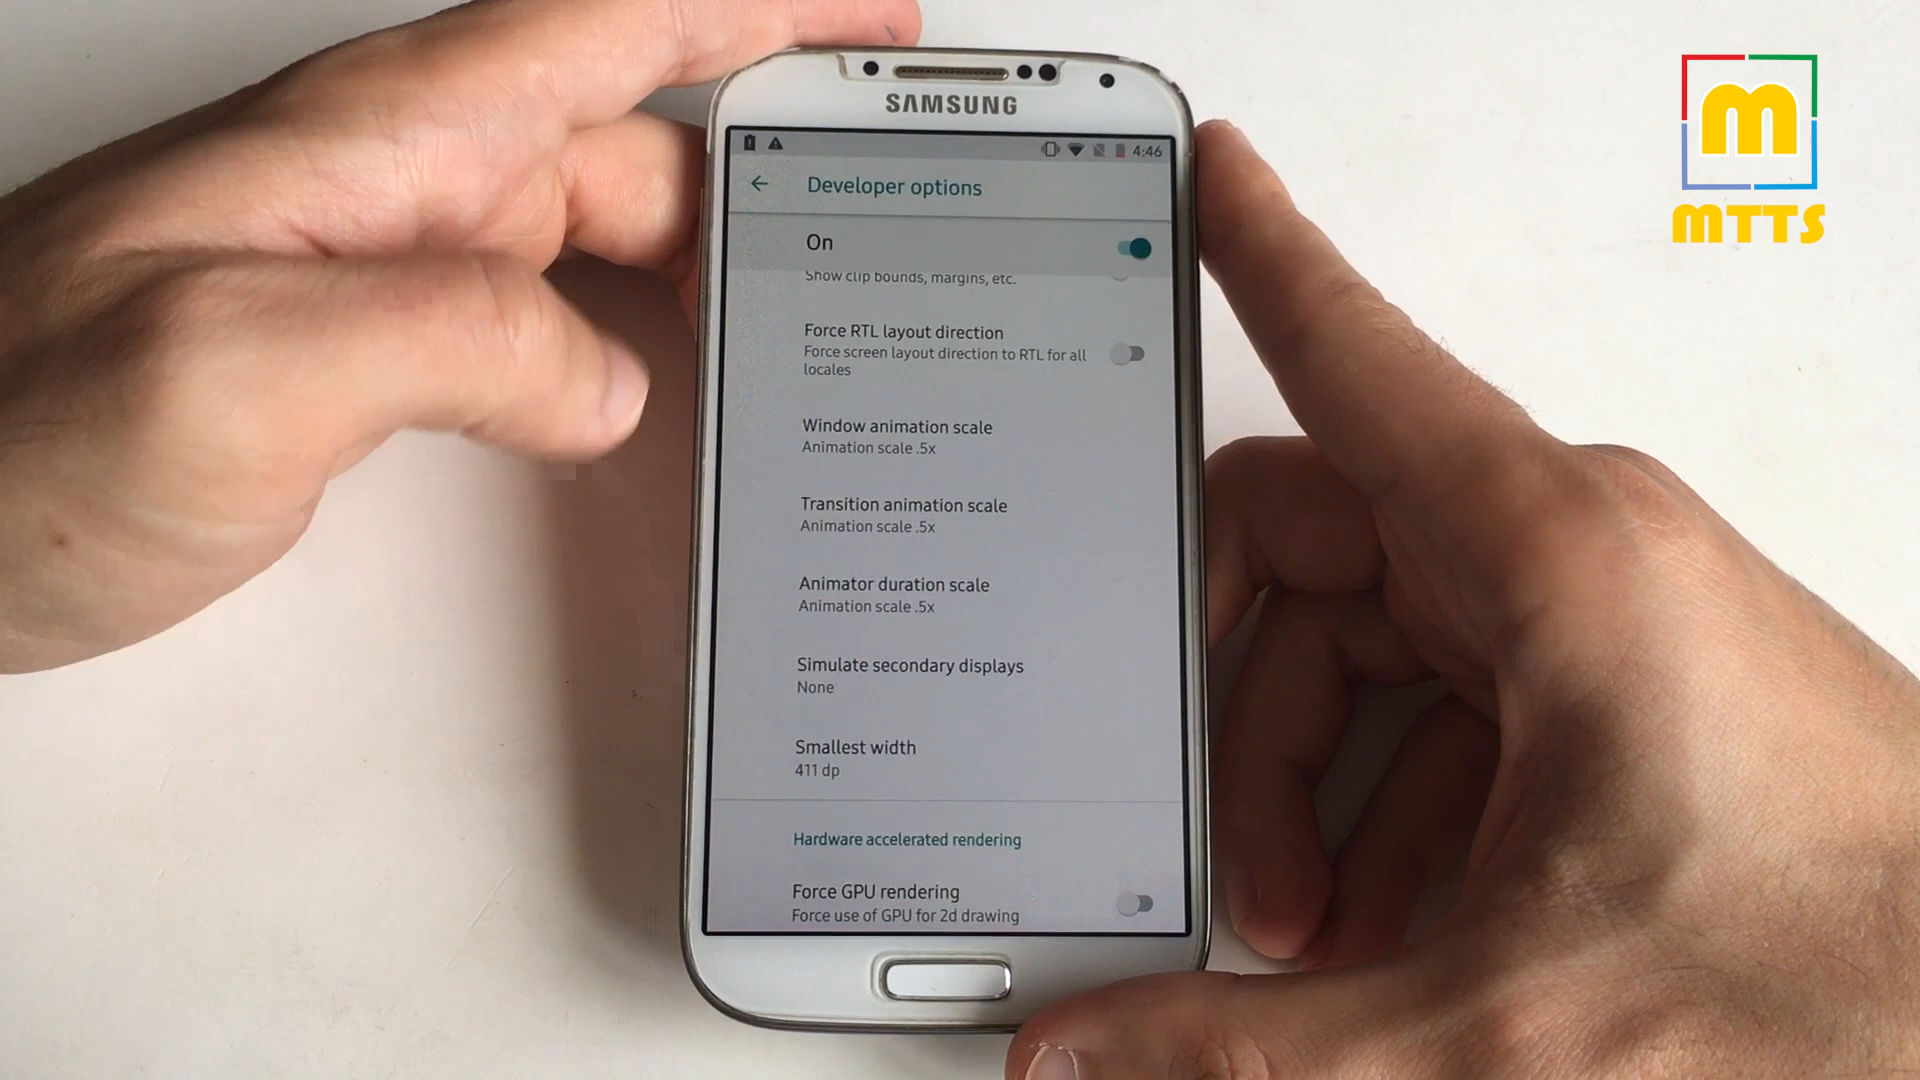 SAMSUNG
4:46
Developer options
On
Show clip bounds, margins, etc.
Force RTL layout direction
Force screen layout direction to RTL for all
locales
Window animation scale
Animation scale .5x
Transition animation scale
Animation scale .5x
Animator duration scale
Animation scale .5x
Simulate secondary displays
None
Smallest width
411 dp
Hardware accelerated rendering
Force GPU rendering
Force use of GPU for 2d drawing
m
MTTS